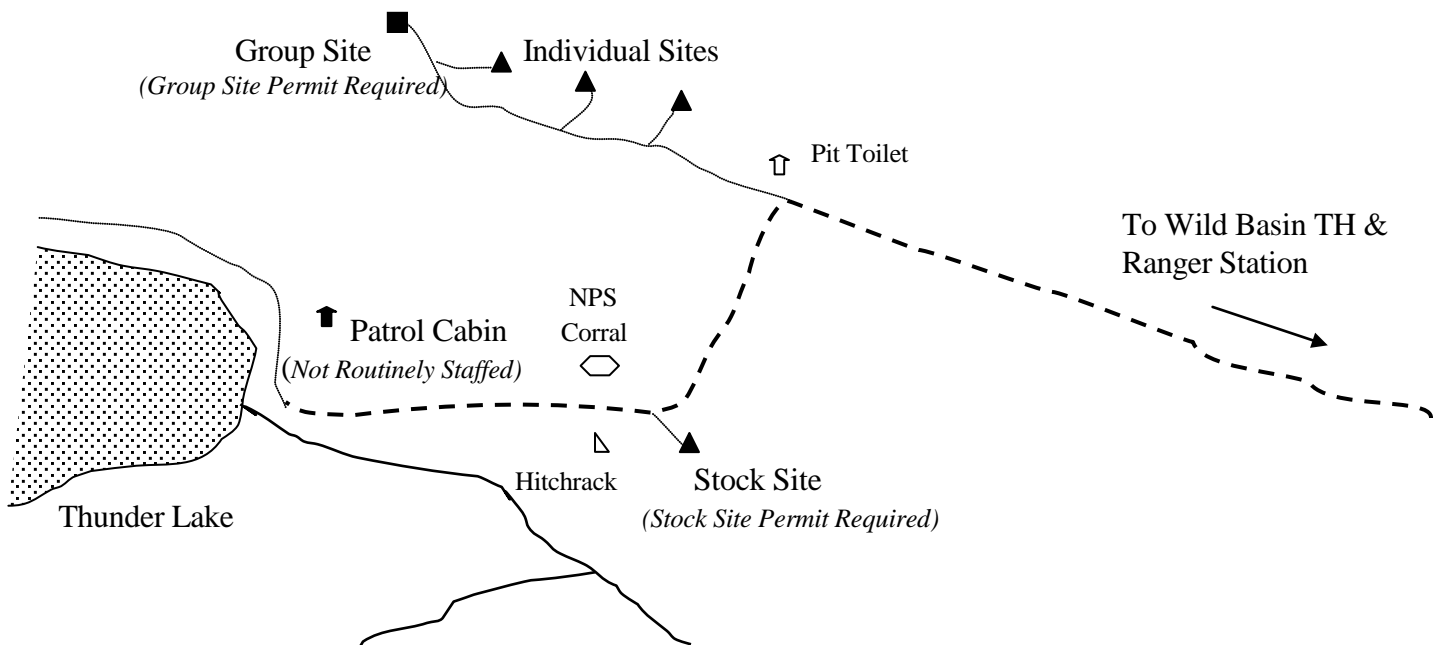 Group Site
(Group Site Permit Required)
Individual Sites
Pit Toilet
To Wild Basin TH &
Ranger Station
NPS
Corral
Patrol Cabin
(Not Routinely Staffed)
Hitchrack
Stock Site
(Stock Site Permit Required)
Thunder Lake